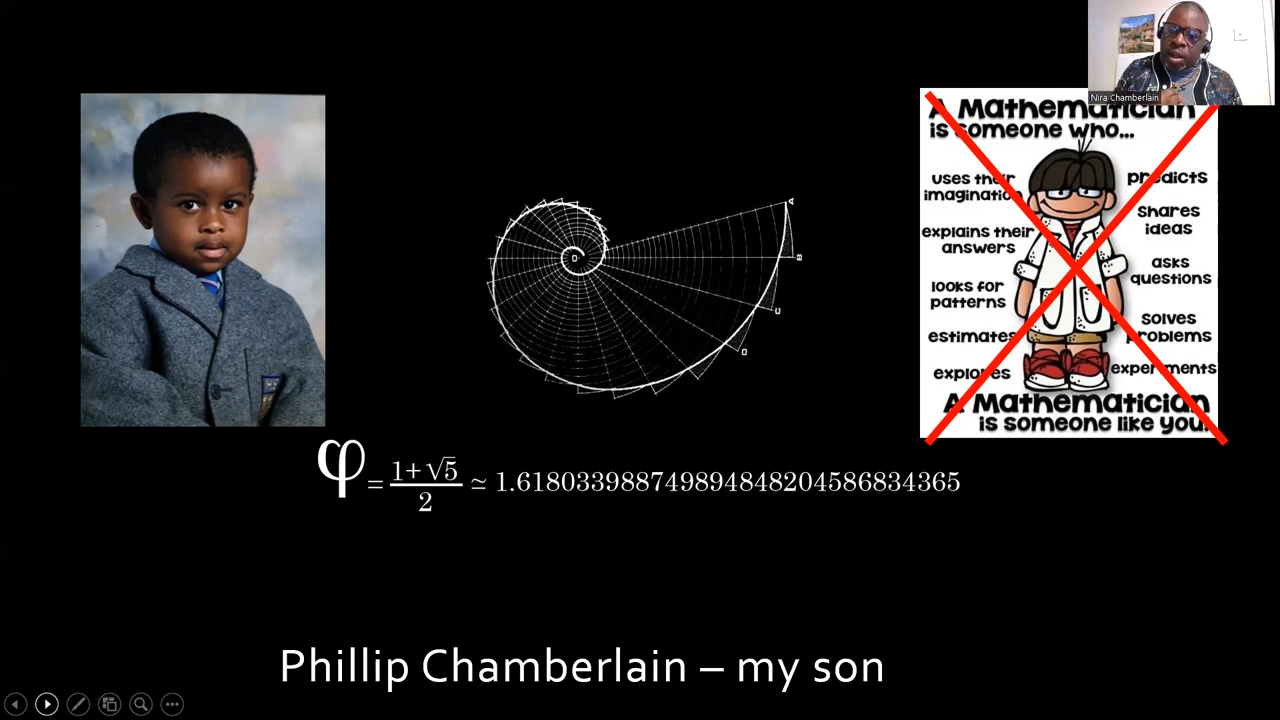 Nira Chamberlain
A Mathematician
is someone who...
uses their
imagination
explains their
answers
looks for
patterns
estimates
explores
predicts
Shares
ideas
asks
questions
Solves
problems
experiments
A Mathematician
is someone like you.
A
B
C
D
O
φ = 1+√5 / 2 ≃ 1.61803398874989484820458683​4365
Phillip Chamberlain – my son